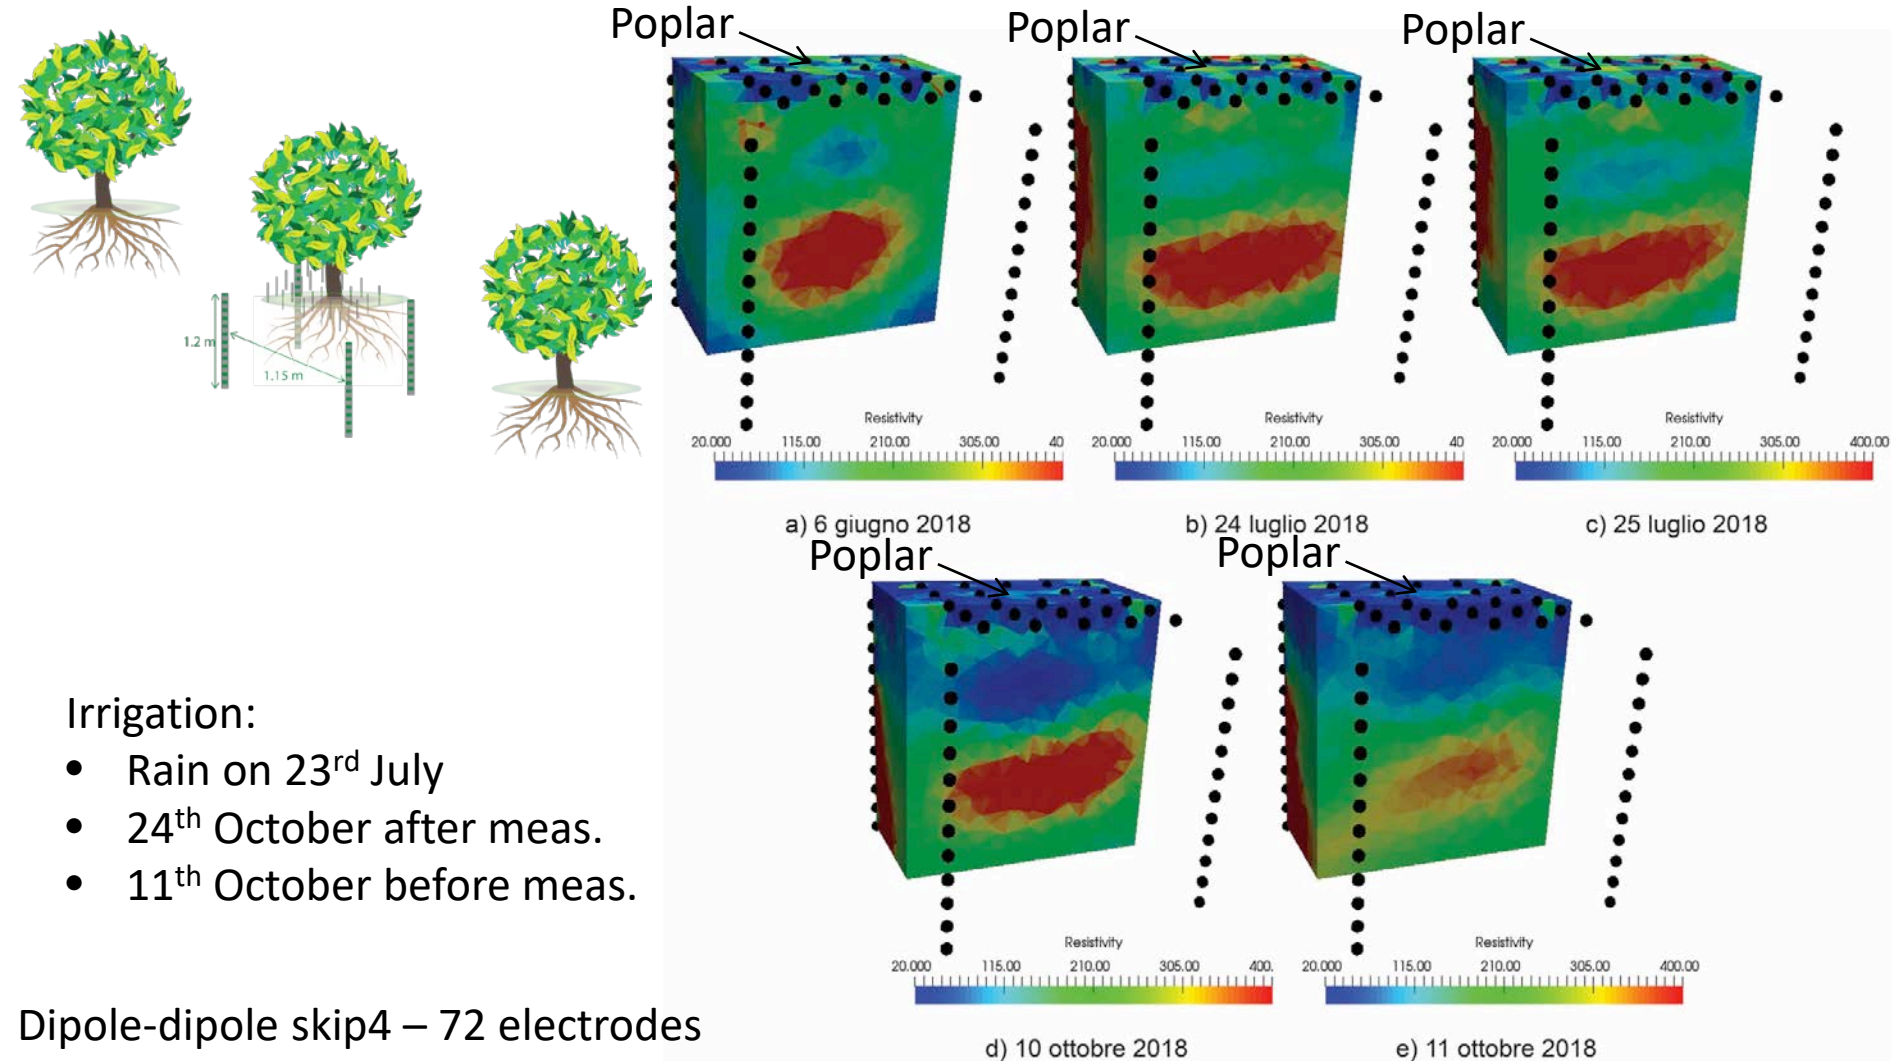 Poplar
Poplar
Poplar
1.2 m
1.15 m
Resistivity
20.000 115.00 210.00 305.00 40
a) 6 giugno 2018
Resistivity
20.000 115.00 210.00 305.00 40
b) 24 luglio 2018
Resistivity
20.000 115.00 210.00 305.00 400.00
c) 25 luglio 2018
Poplar
Poplar
Irrigation:
• Rain on 23rd July
• 24th October after meas.
• 11th October before meas.
Resistivity
20.000 115.00 210.00 305.00 400.
d) 10 ottobre 2018
Resistivity
20.000 115.00 210.00 305.00 400.00
e) 11 ottobre 2018
Dipole-dipole skip4 – 72 electrodes